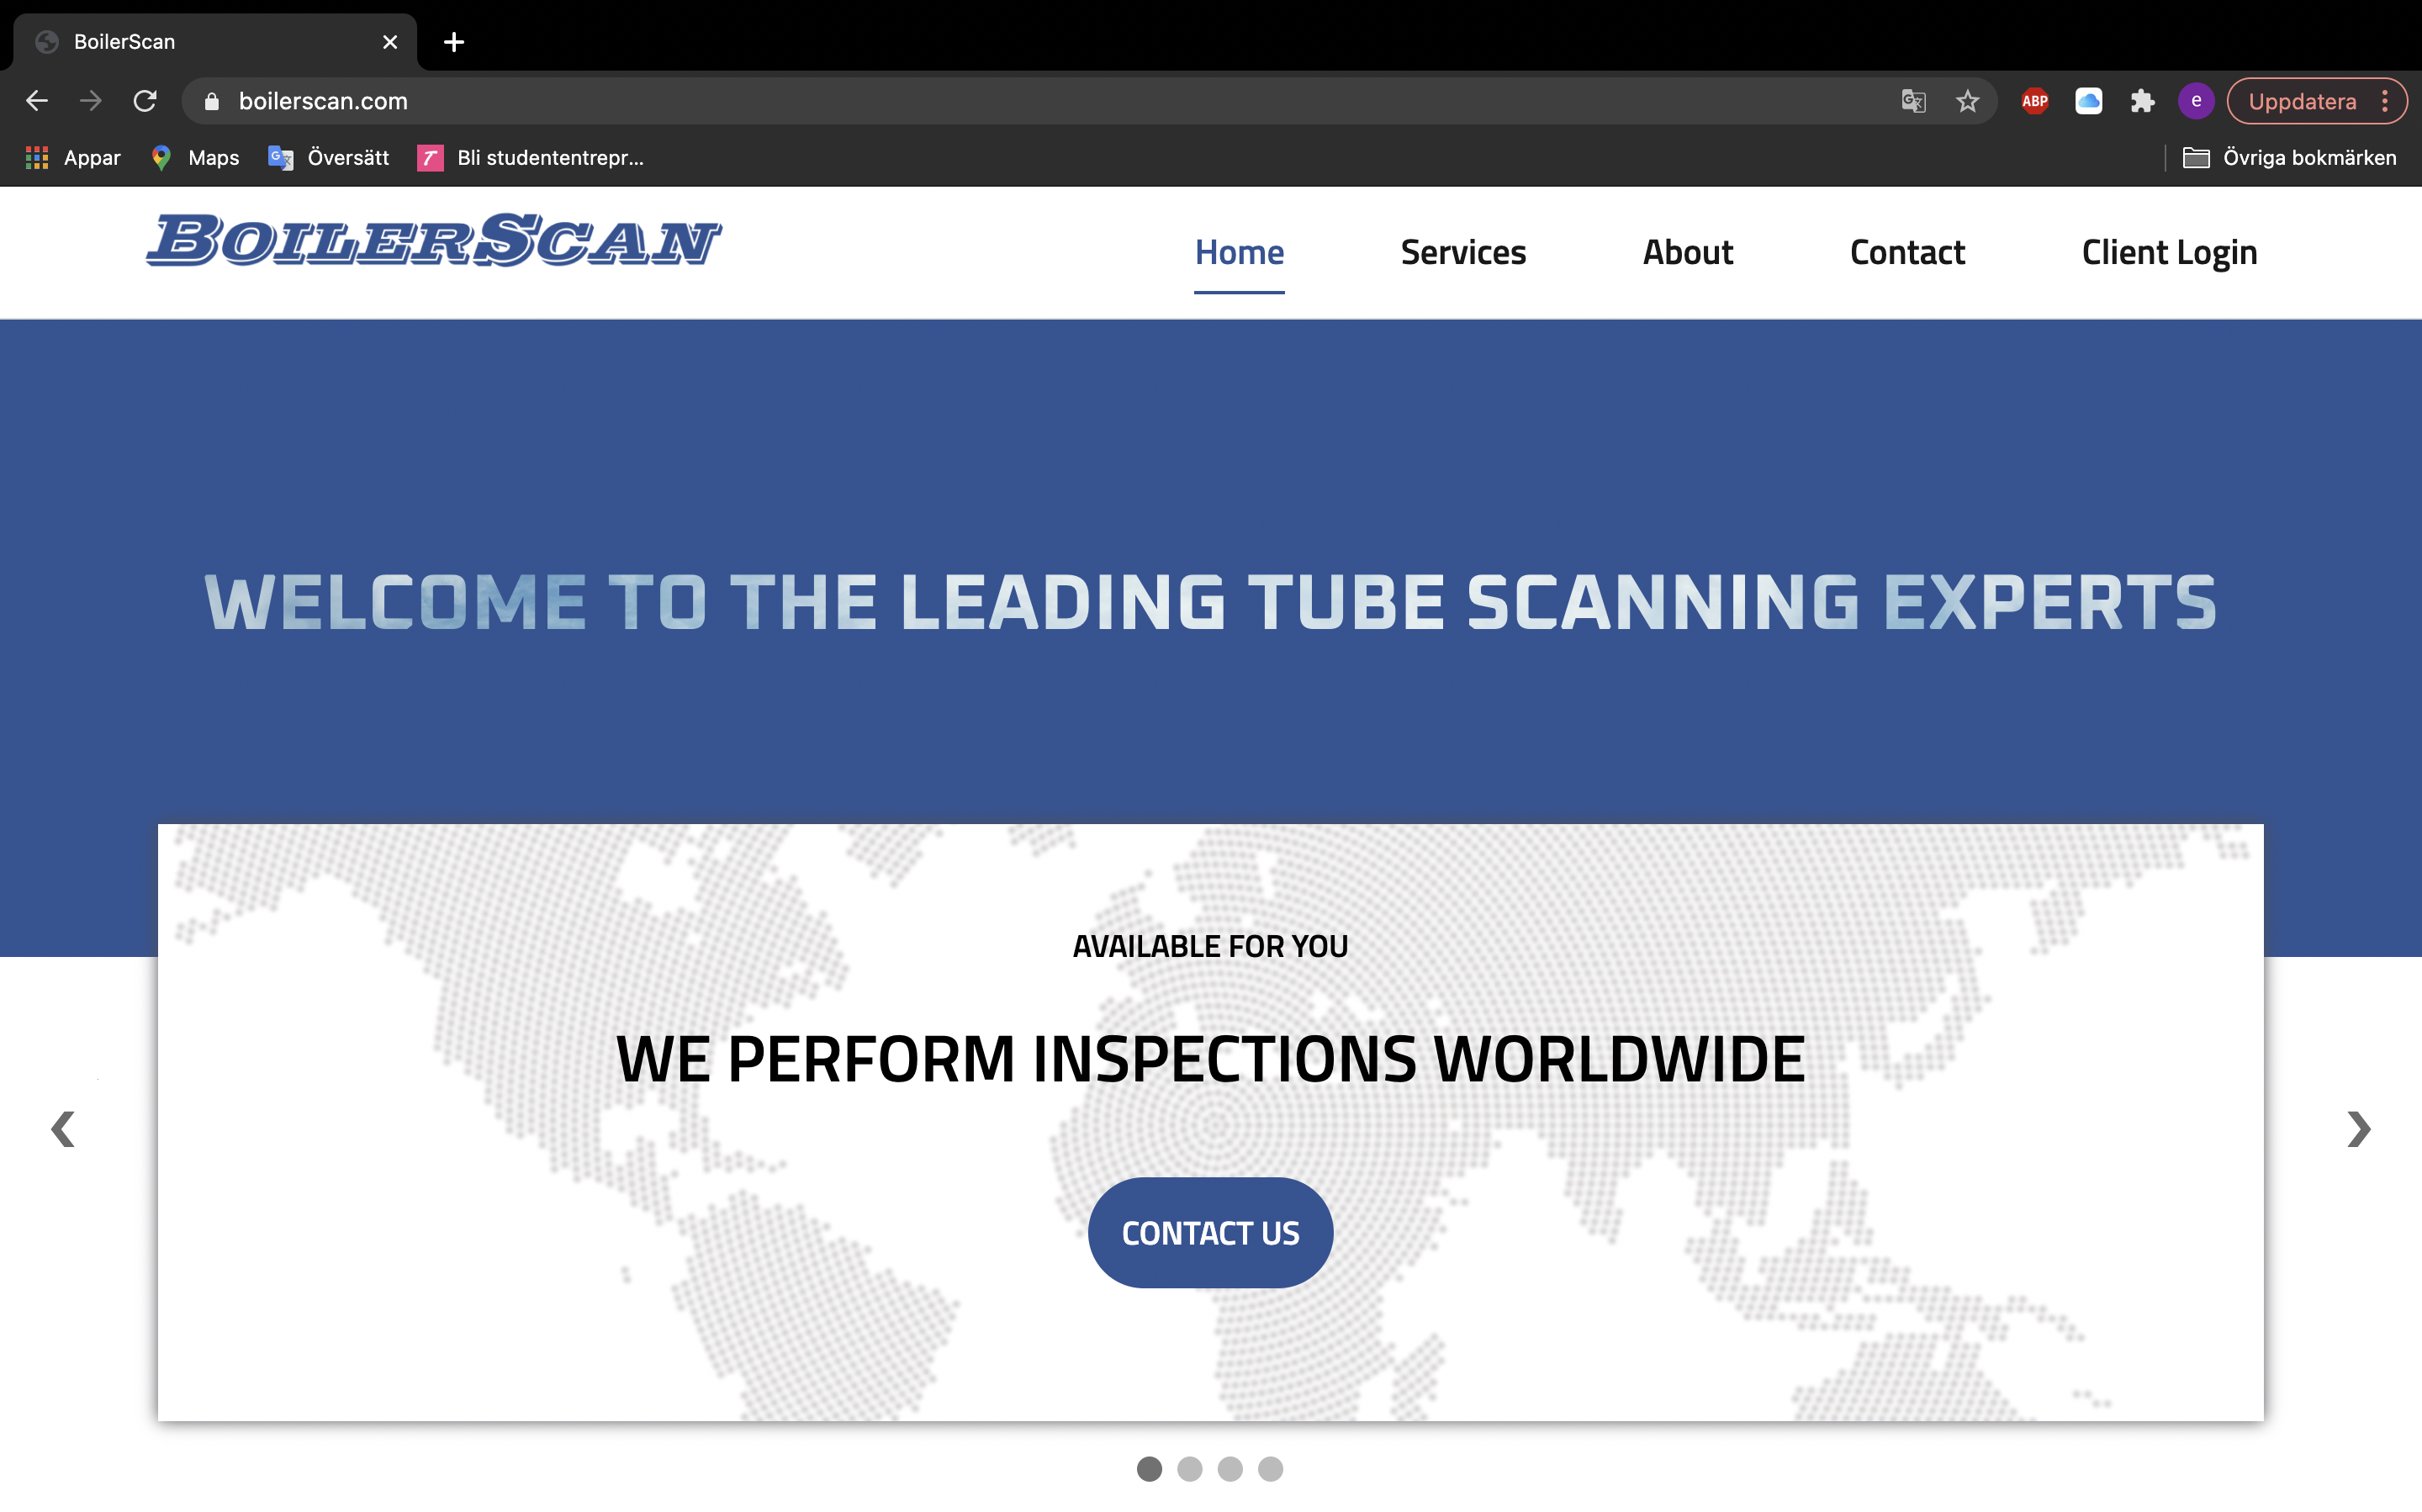 BoilerScan
boilerscan.com
ABP
e
Uppdatera
Appar
Maps
Översätt
Bli studententrepr...
Övriga bokmärken
BOILERSCAN
Home
Services
About
Contact
Client Login
WELCOME TO THE LEADING TUBE SCANNING EXPERTS
AVAILABLE FOR YOU
WE PERFORM INSPECTIONS WORLDWIDE
CONTACT US